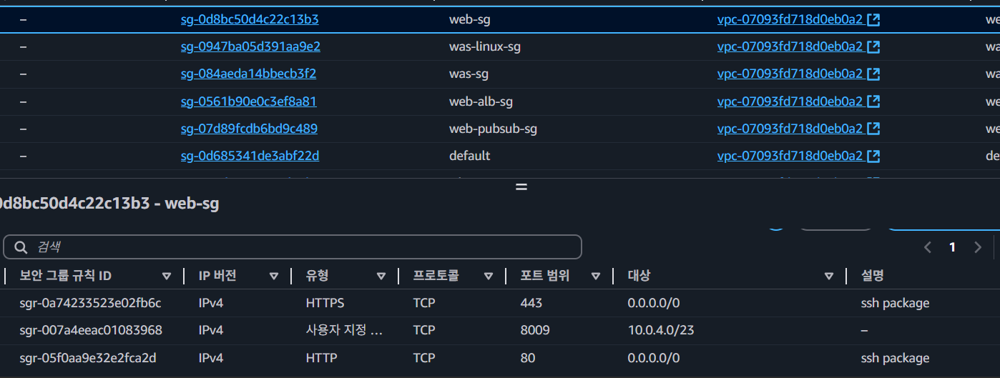 – sg-0d8bc50d4c22c13b3 web-sg vpc-07093fd718d0eb0a2 we
– sg-0947ba05d391aa9e2 was-linux-sg vpc-07093fd718d0eb0a2 wa
– sg-084aeda14bbecb3f2 was-sg vpc-07093fd718d0eb0a2 wa
– sg-0561b90e0c3ef8a81 web-alb-sg vpc-07093fd718d0eb0a2 we
– sg-07d89fcdb6bd9c489 web-pubsub-sg vpc-07093fd718d0eb0a2 we
– sg-0d685341de3abf22d default vpc-07093fd718d0eb0a2 de
0d8bc50d4c22c13b3 - web-sg
검색
1
보안 그룹 규칙 ID IP 버전 유형 프로토콜 포트 범위 대상 설명
sgr-0a74233523e02fb6c IPv4 HTTPS TCP 443 0.0.0.0/0 ssh package
sgr-007a4eeac01083968 IPv4 사용자 지정 ... TCP 8009 10.0.4.0/23 –
sgr-05f0aa9e32e2fca2d IPv4 HTTP TCP 80 0.0.0.0/0 ssh package